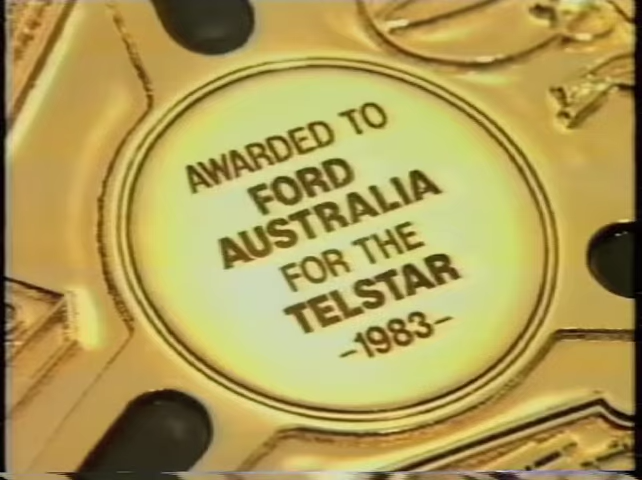 AWARDED TO
FORD
AUSTRALIA
FOR THE
TELSTAR
-1983-